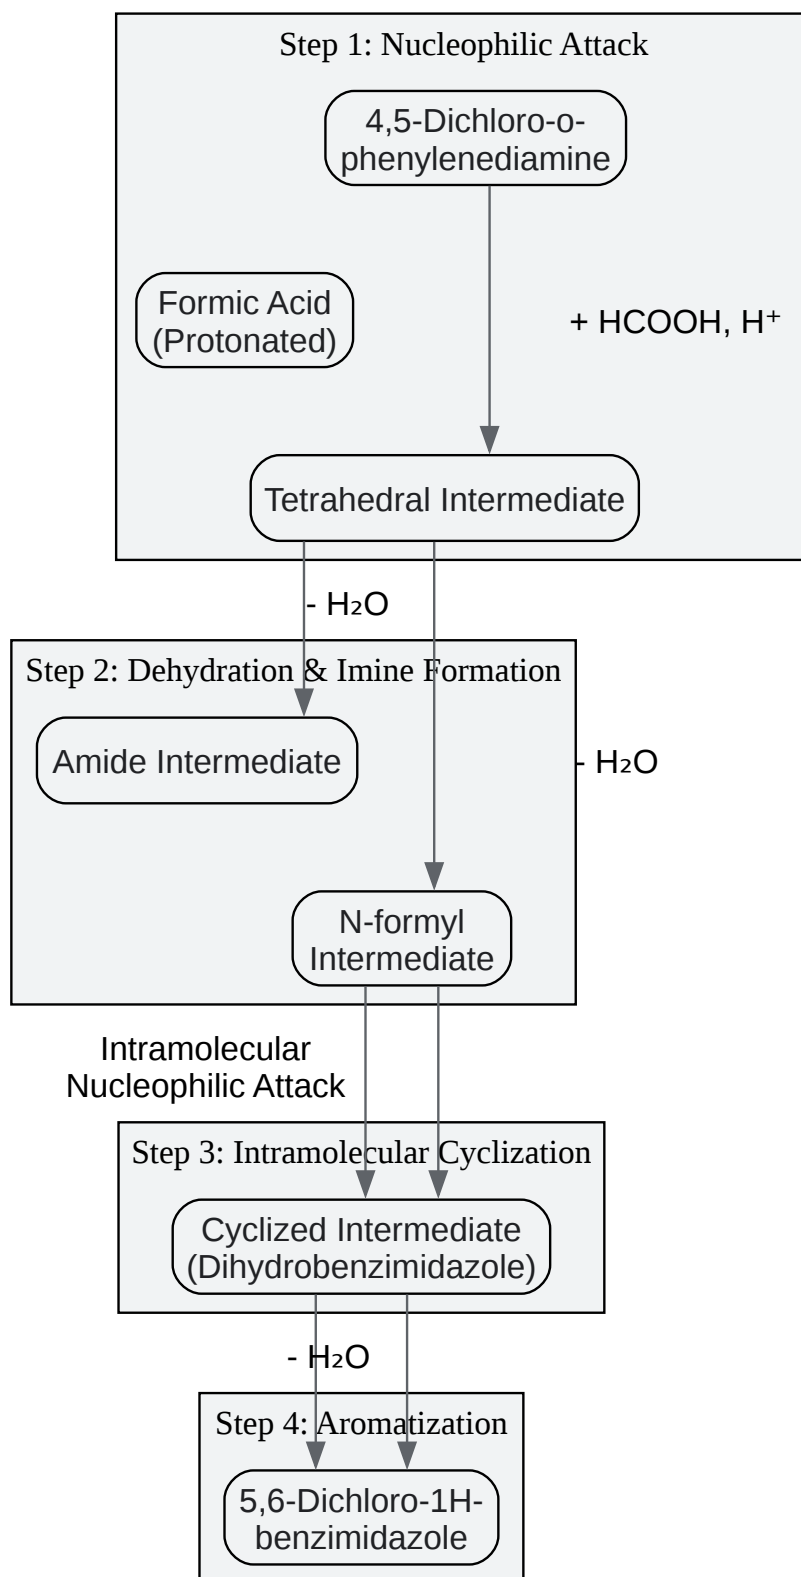 Step 1: Nucleophilic Attack
4,5-Dichloro-o-
phenylenediamine
Formic Acid
(Protonated)
+ HCOOH, H⁺
Tetrahedral Intermediate
- H₂O
Step 2: Dehydration & Imine Formation
Amide Intermediate
- H₂O
N-formyl
Intermediate
Intramolecular
Nucleophilic Attack
Step 3: Intramolecular Cyclization
Cyclized Intermediate
(Dihydrobenzimidazole)
- H₂O
Step 4: Aromatization
5,6-Dichloro-1H-
benzimidazole